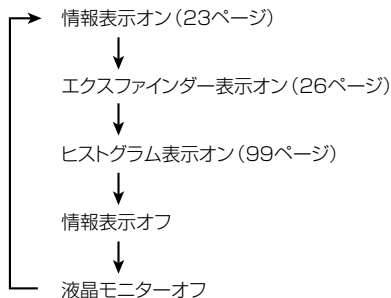 情報表示オン（23ページ）
エクスファインダー表示オン（26ページ）
ヒストグラム表示オン（99ページ）
情報表示オフ
液晶モニターオフ